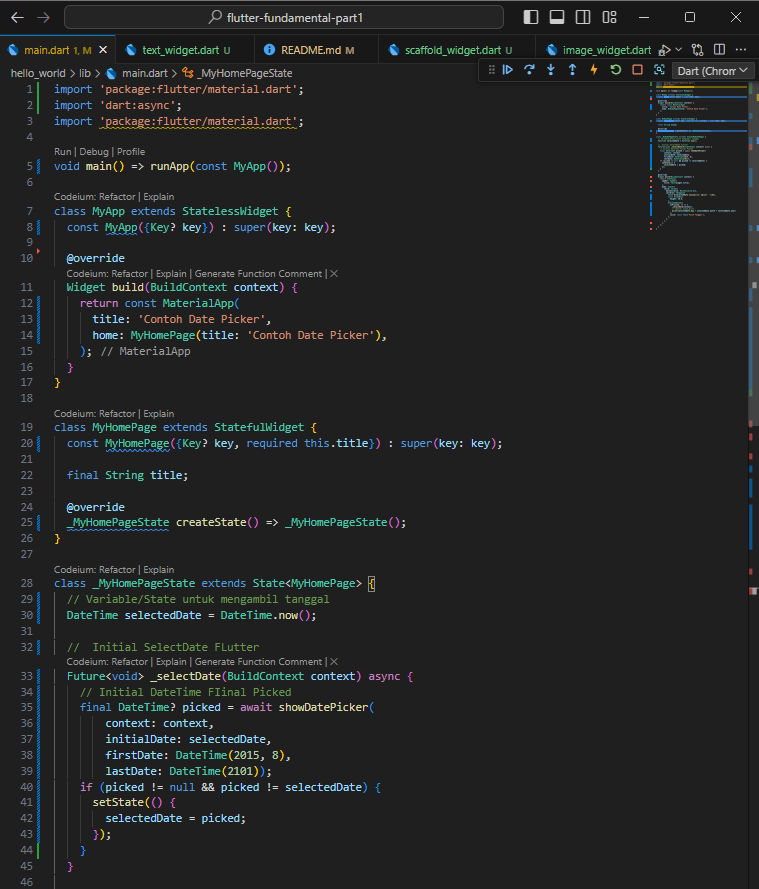 flutter-fundamental-part1
main.dart 1, M
text_widget.dart U
README.md M
scaffold_widget.dart U
image_widget.dart
hello_world > lib > main.dart > _MyHomePageState
Dart (Chrom
1 import 'package:flutter/material.dart';
2 import 'dart:async';
3 import 'package:flutter/material.dart';
4
Run | Debug | Profile
5 void main() => runApp(const MyApp());
6
Codeium: Refactor | Explain
7 class MyApp extends StatelessWidget {
8 const MyApp({Key? key}) : super(key: key);
9
10 @override
Codeium: Refactor | Explain | Generate Function Comment | ×
11 Widget build(BuildContext context) {
12 return const MaterialApp(
13 title: 'Contoh Date Picker',
14 home: MyHomePage(title: 'Contoh Date Picker'),
15 ); // MaterialApp
16 }
17 }
18
Codeium: Refactor | Explain
19 class MyHomePage extends StatefulWidget {
20 const MyHomePage({Key? key, required this.title}) : super(key: key);
21
22 final String title;
23
24 @override
25 _MyHomePageState createState() => _MyHomePageState();
26 }
27
Codeium: Refactor | Explain
28 class _MyHomePageState extends State<MyHomePage> {
29 // Variable/State untuk mengambil tanggal
30 DateTime selectedDate = DateTime.now();
31
32 //  Initial SelectDate FLutter
Codeium: Refactor | Explain | Generate Function Comment | ×
33 Future<void> _selectDate(BuildContext context) async {
34 // Initial DateTime FIinal Picked
35 final DateTime? picked = await showDatePicker(
36 context: context,
37 initialDate: selectedDate,
38 firstDate: DateTime(2015, 8),
39 lastDate: DateTime(2101));
40 if (picked != null && picked != selectedDate) {
41 setState(() {
42 selectedDate = picked;
43 });
44 }
45 }
46